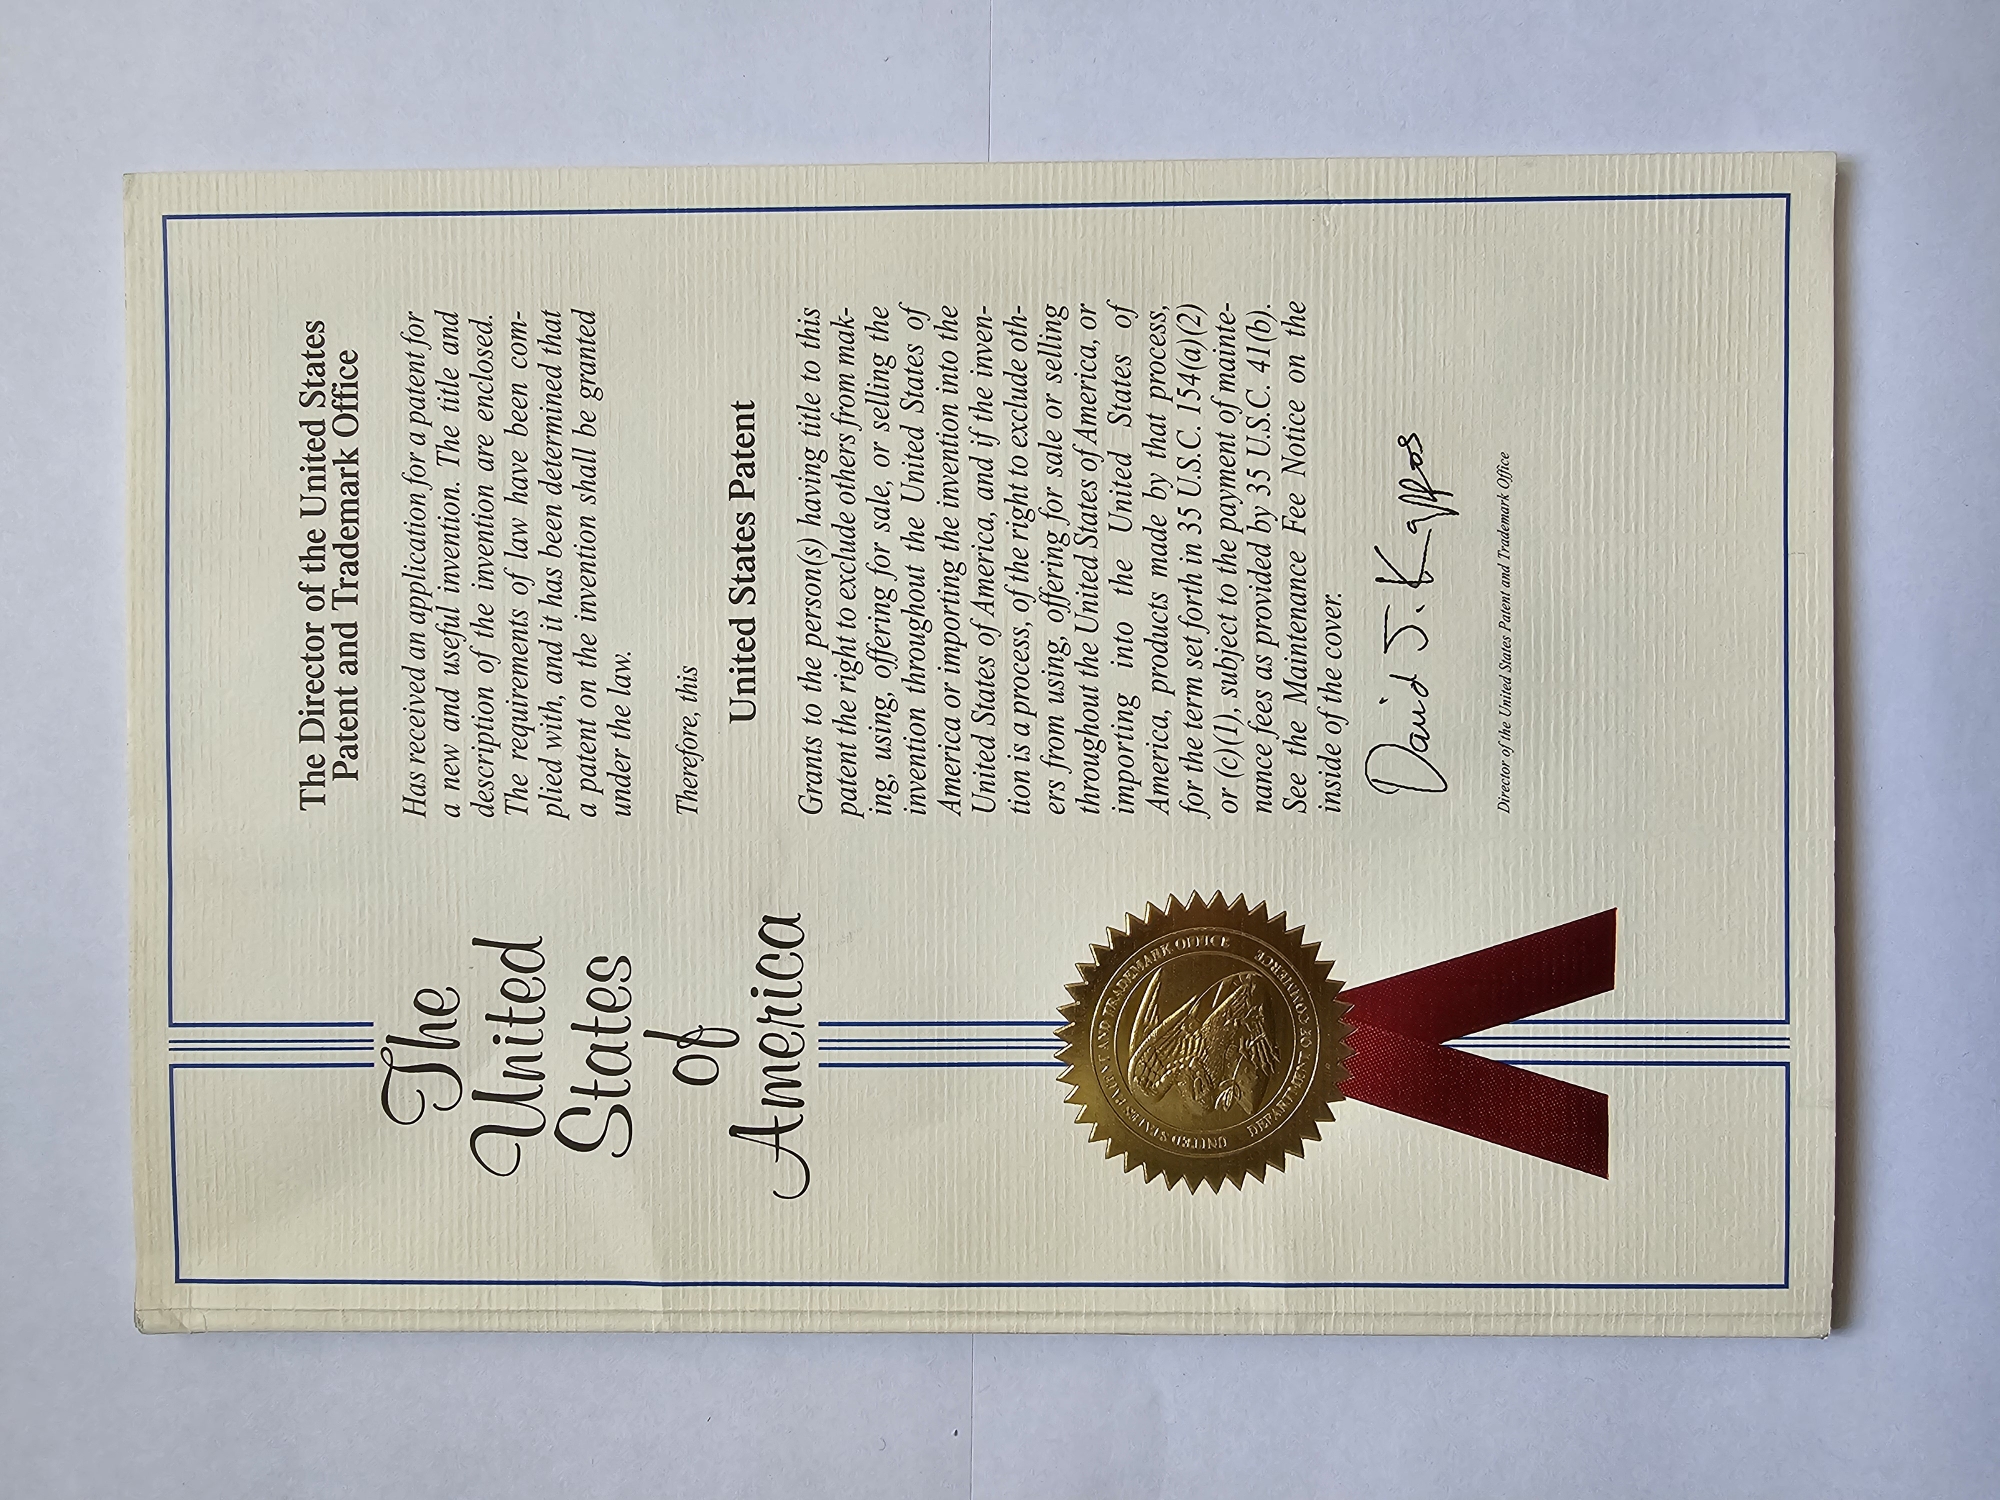 The
United
States
of
America
The Director of the United States
Patent and Trademark Office
Has received an application for a patent for
a new and useful invention. The title and
description of the invention are enclosed.
The requirements of law have been com-
plied with, and it has been determined that
a patent on the invention shall be granted
under the law.
Therefore, this
United States Patent
Grants to the person(s) having title to this
patent the right to exclude others from mak-
ing, using, offering for sale, or selling the
invention throughout the United States of
America or importing the invention into the
United States of America, and if the inven-
tion is a process, of the right to exclude oth-
ers from using, offering for sale or selling
throughout the United States of America, or
importing into the United States of
America, products made by that process,
for the term set forth in 35 U.S.C. 154(a)(2)
or (c)(1), subject to the payment of mainte-
nance fees as provided by 35 U.S.C. 41(b).
See the Maintenance Fee Notice on the
inside of the cover.
David J. Kappos
Director of the United States Patent and Trademark Office
UNITED STATES PATENT AND TRADEMARK OFFICE
DEPARTMENT OF COMMERCE